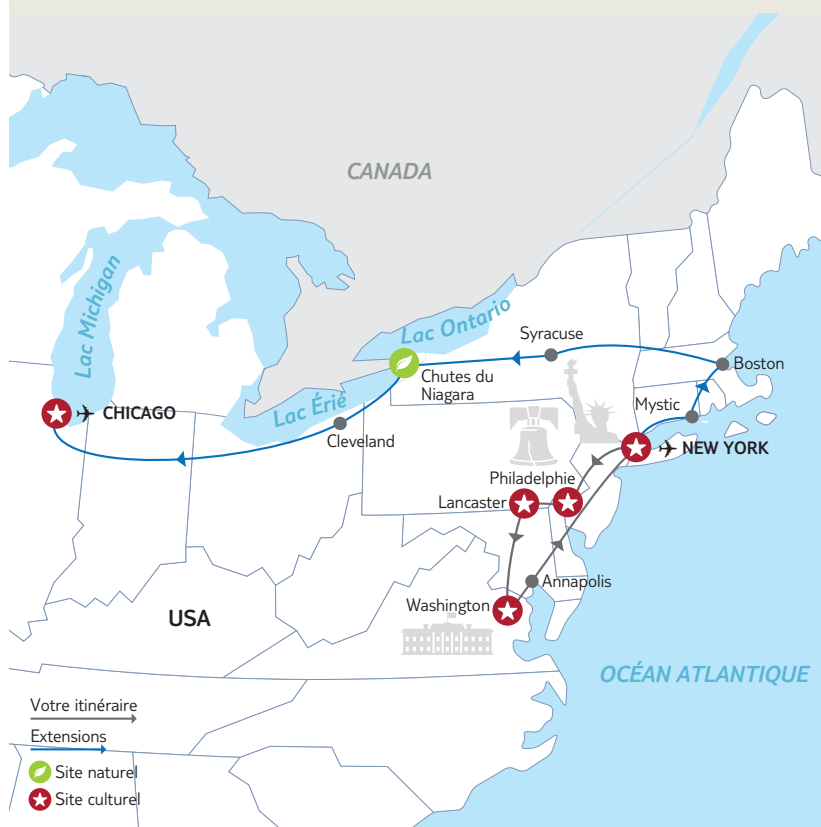 CANADA
Lac Michigan
Lac Ontario
Syracuse
Boston
Chutes du
Niagara
Mystic
Lac Érié
CHICAGO
Cleveland
NEW YORK
Philadelphie
Lancaster
Annapolis
Washington
USA
OCÉAN ATLANTIQUE
Votre itinéraire
Extensions
Site naturel
Site culturel